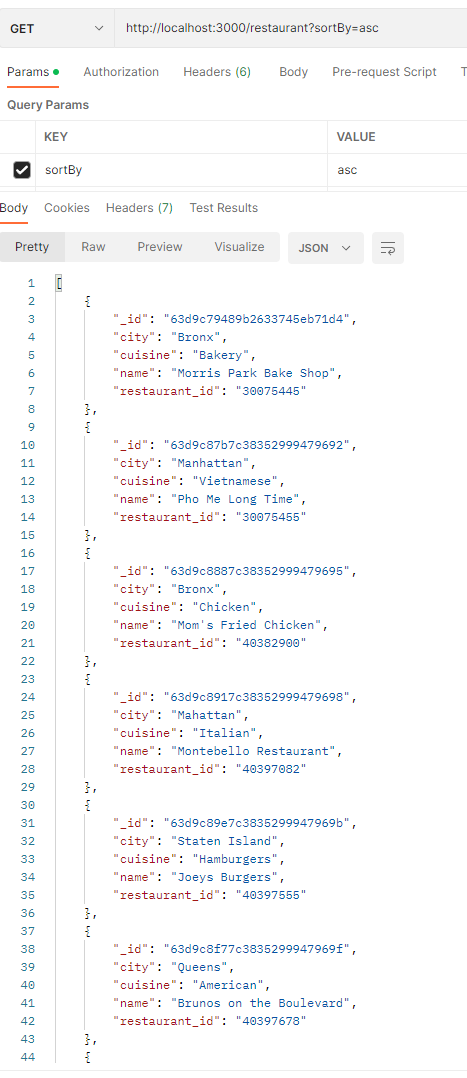 GET http://localhost:3000/restaurant?sortBy=asc
Params Authorization Headers (6) Body Pre-request Script T
Query Params
KEY VALUE
sortBy asc
Body Cookies Headers (7) Test Results
Pretty Raw Preview Visualize JSON
1 [
2 {
3 "_id": "63d9c79489b2633745eb71d4",
4 "city": "Bronx",
5 "cuisine": "Bakery",
6 "name": "Morris Park Bake Shop",
7 "restaurant_id": "30075445"
8 },
9 {
10 "_id": "63d9c87b7c38352999479692",
11 "city": "Manhattan",
12 "cuisine": "Vietnamese",
13 "name": "Pho Me Long Time",
14 "restaurant_id": "30075455"
15 },
16 {
17 "_id": "63d9c8887c38352999479695",
18 "city": "Bronx",
19 "cuisine": "Chicken",
20 "name": "Mom's Fried Chicken",
21 "restaurant_id": "40382900"
22 },
23 {
24 "_id": "63d9c8917c38352999479698",
25 "city": "Mahattan",
26 "cuisine": "Italian",
27 "name": "Montebello Restaurant",
28 "restaurant_id": "40397082"
29 },
30 {
31 "_id": "63d9c89e7c3835299947969b",
32 "city": "Staten Island",
33 "cuisine": "Hamburgers",
34 "name": "Joeys Burgers",
35 "restaurant_id": "40397555"
36 },
37 {
38 "_id": "63d9c8f77c3835299947969f",
39 "city": "Queens",
40 "cuisine": "American",
41 "name": "Brunos on the Boulevard",
42 "restaurant_id": "40397678"
43 },
44 {